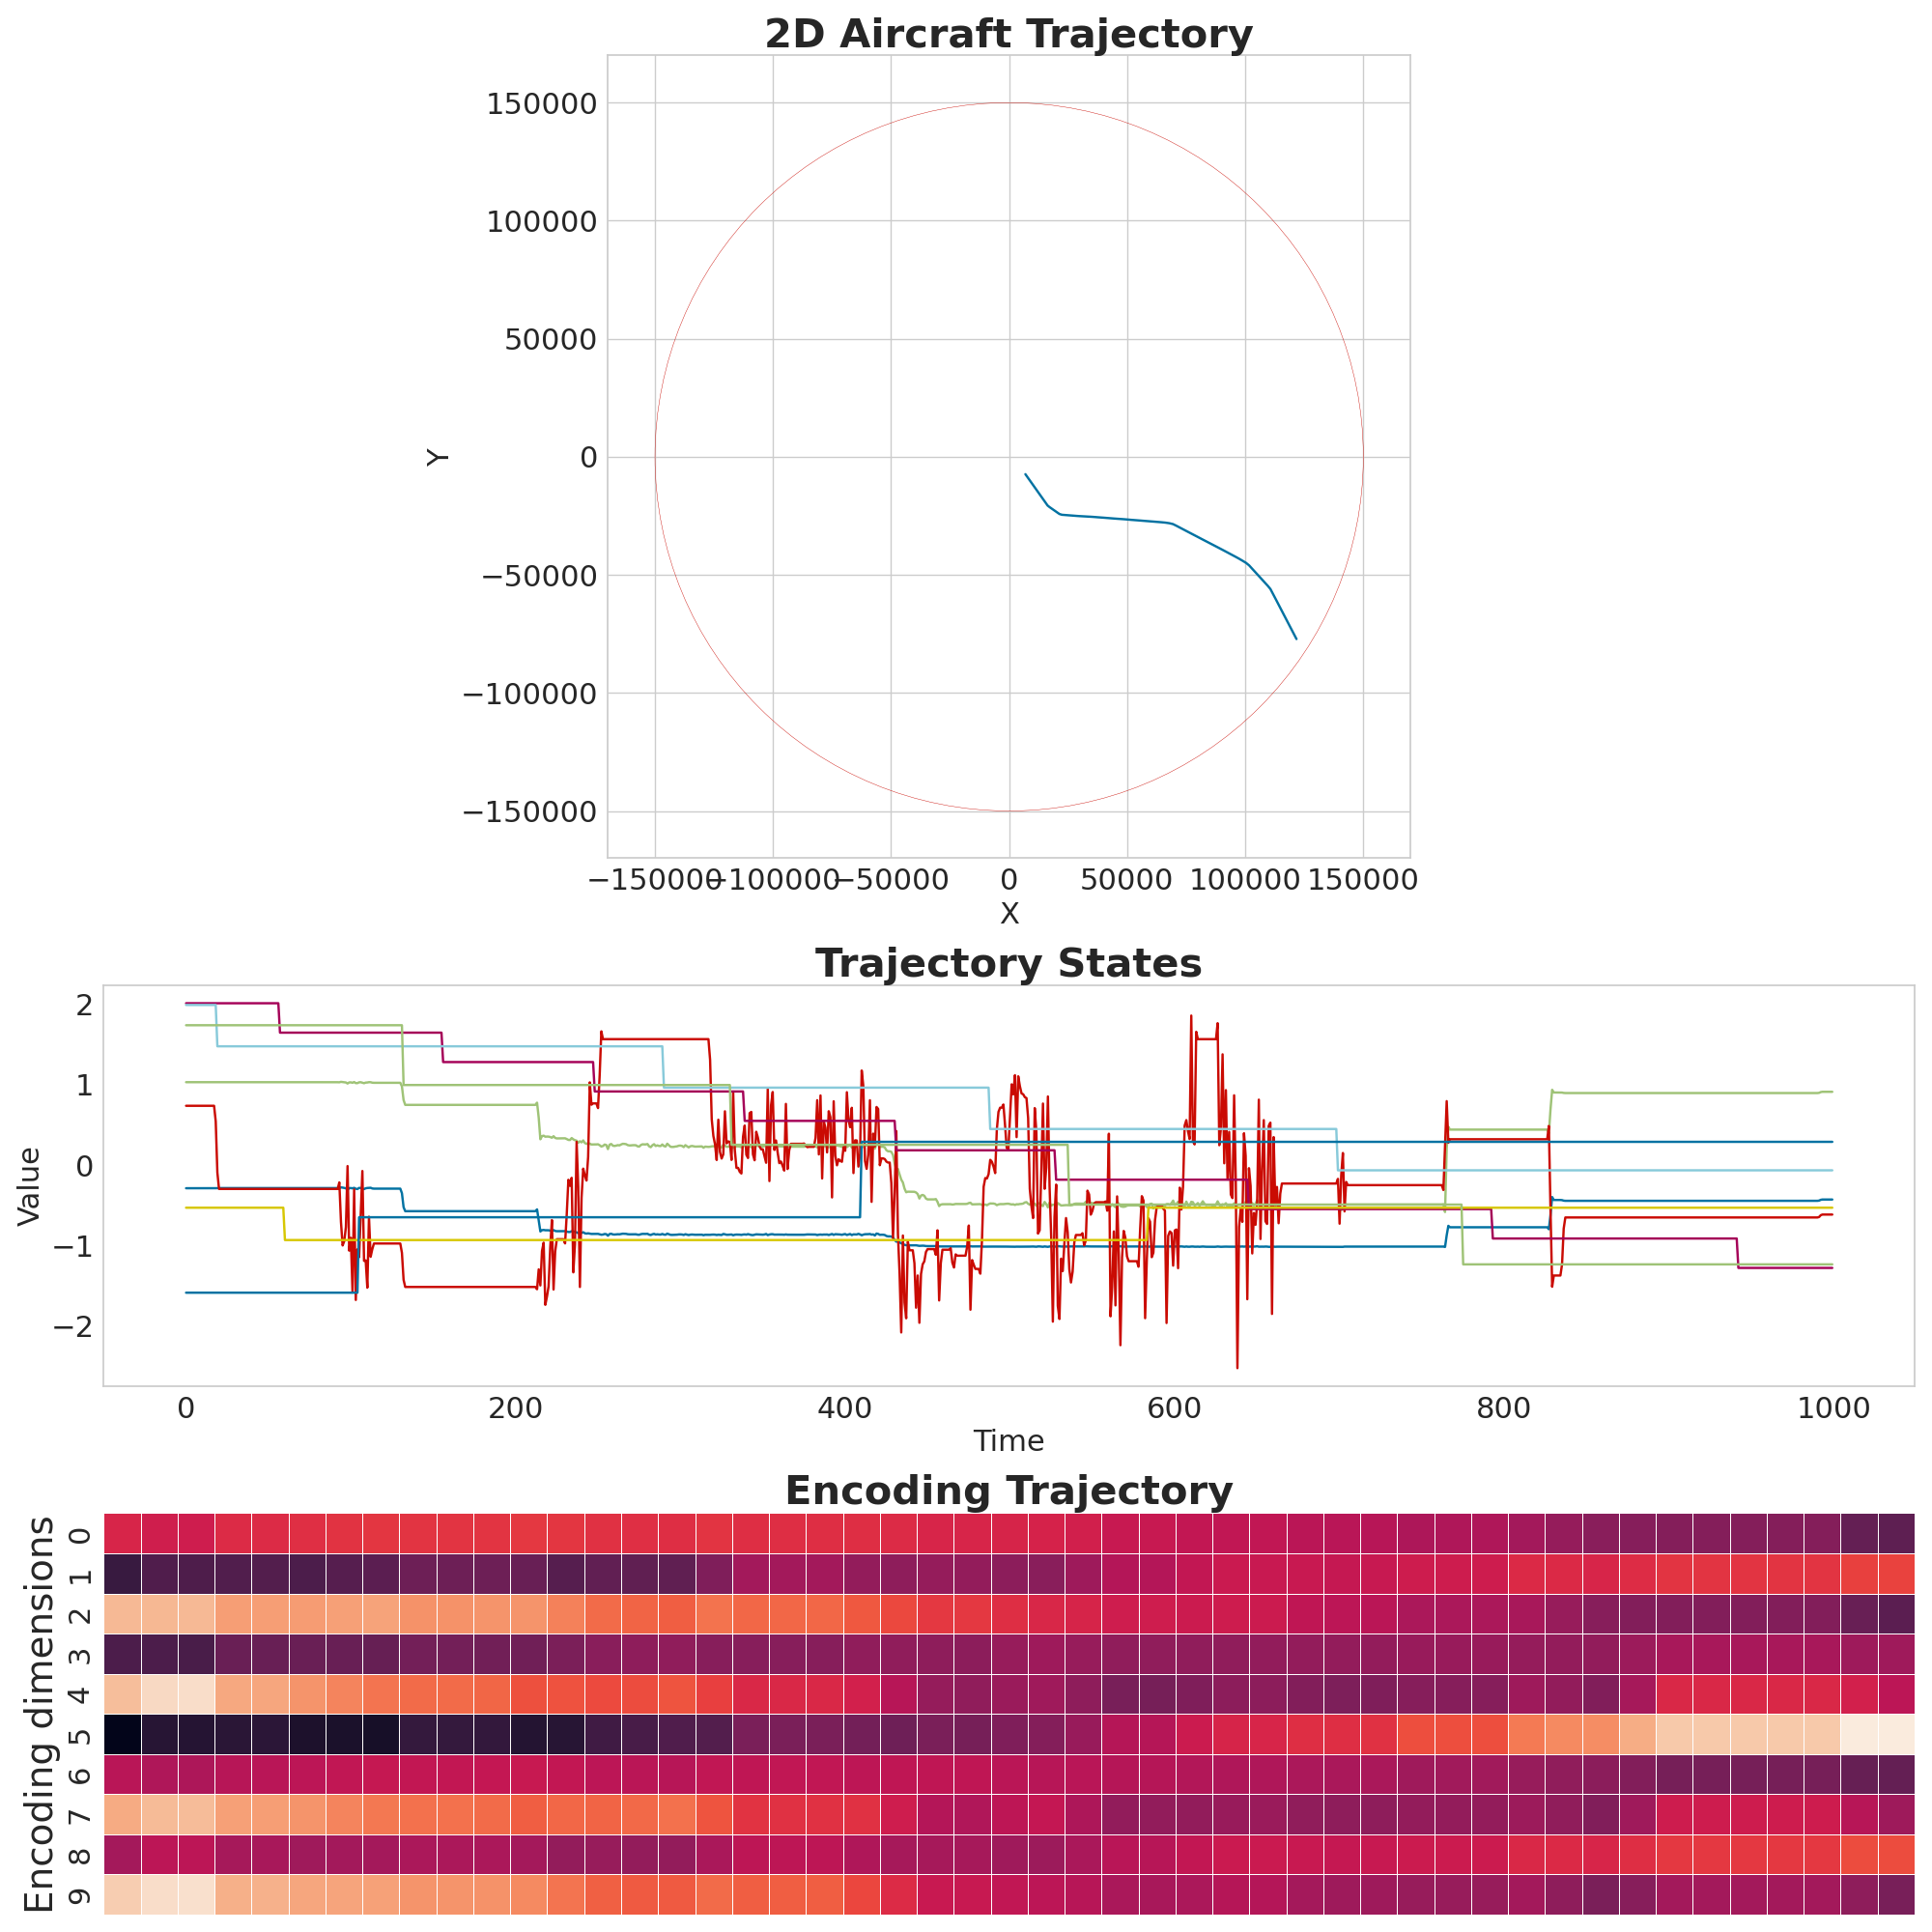 2D Aircraft Trajectory
150000
100000
50000
0
−50000
−100000
−150000
Y
−150000 −100000 −50000 0 50000 100000 150000
X
Trajectory States
2
1
0
−1
−2
Value
0 200 400 600 800 1000
Time
Encoding Trajectory
0
1
2
3
4
5
6
7
8
9
Encoding dimensions